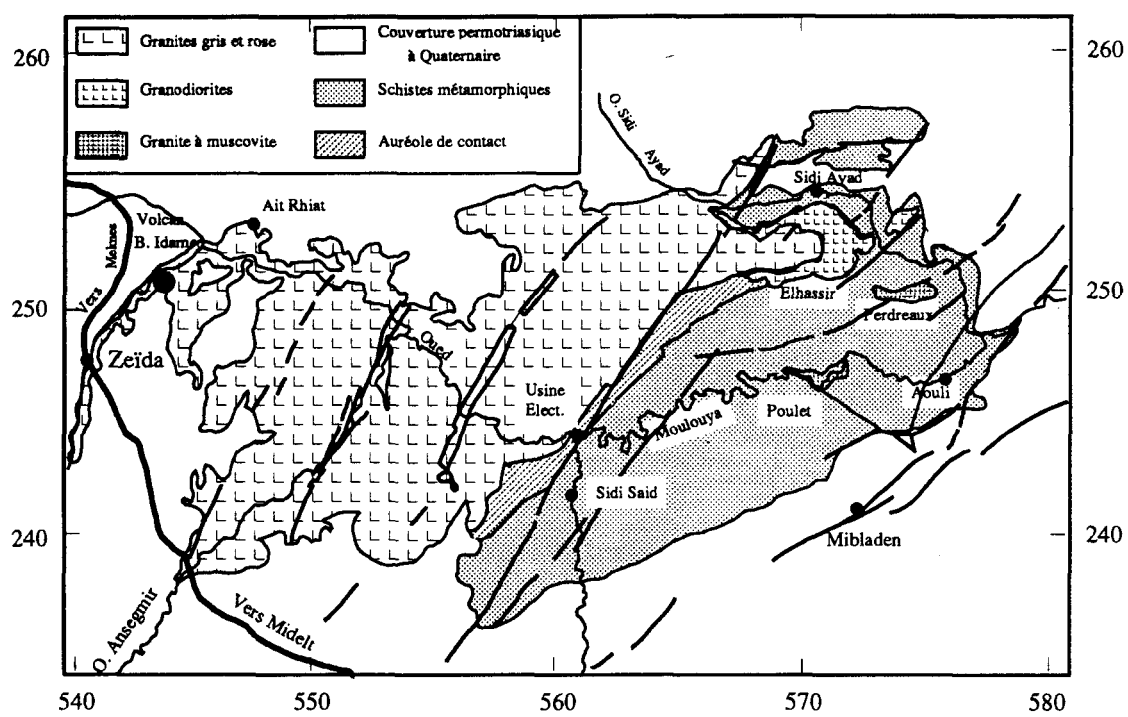 Granites gris et rose
Couverture permotriasique
à Quaternaire
Granodiorites
Schistes métamorphiques
Granite à muscovite
Auréole de contact
260
260
O. Sidi
Ayad
Sidi Ayad
Ait Rhiat
Volcan
B. Idamou
Vers
Meknes
250
250
Elhassir
Perdreaux
Zeïda
Oued
Usine
Elect.
Moulouya
Poulet
Aouli
Sidi Said
Mibladen
240
240
O. Ansegmir
Vers Midelt
540
550
560
570
580